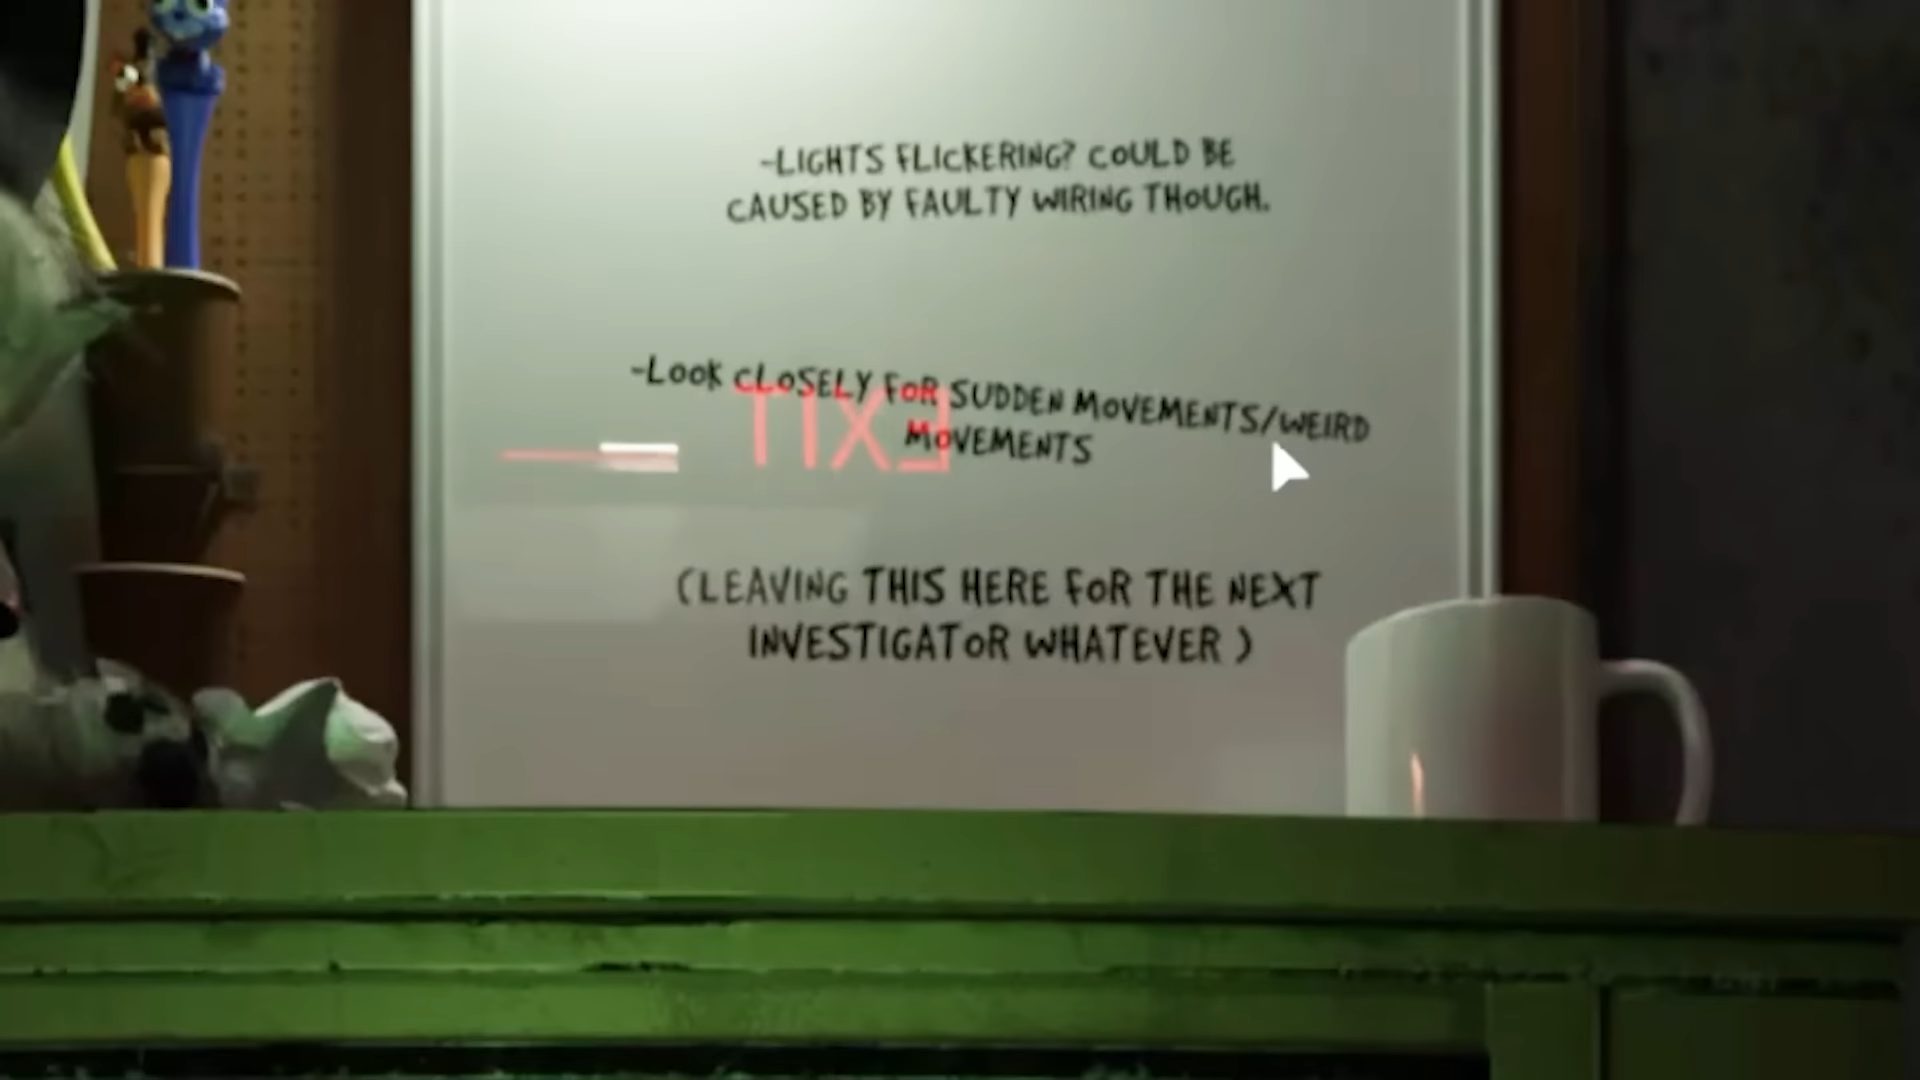 -LIGHTS FLICKERING? COULD BE
CAUSED BY FAULTY WIRING THOUGH.
-LOOK CLOSELY FOR SUDDEN MOVEMENTS/WEIRD
MOVEMENTS
EXIT
(LEAVING THIS HERE FOR THE NEXT
INVESTIGATOR WHATEVER )